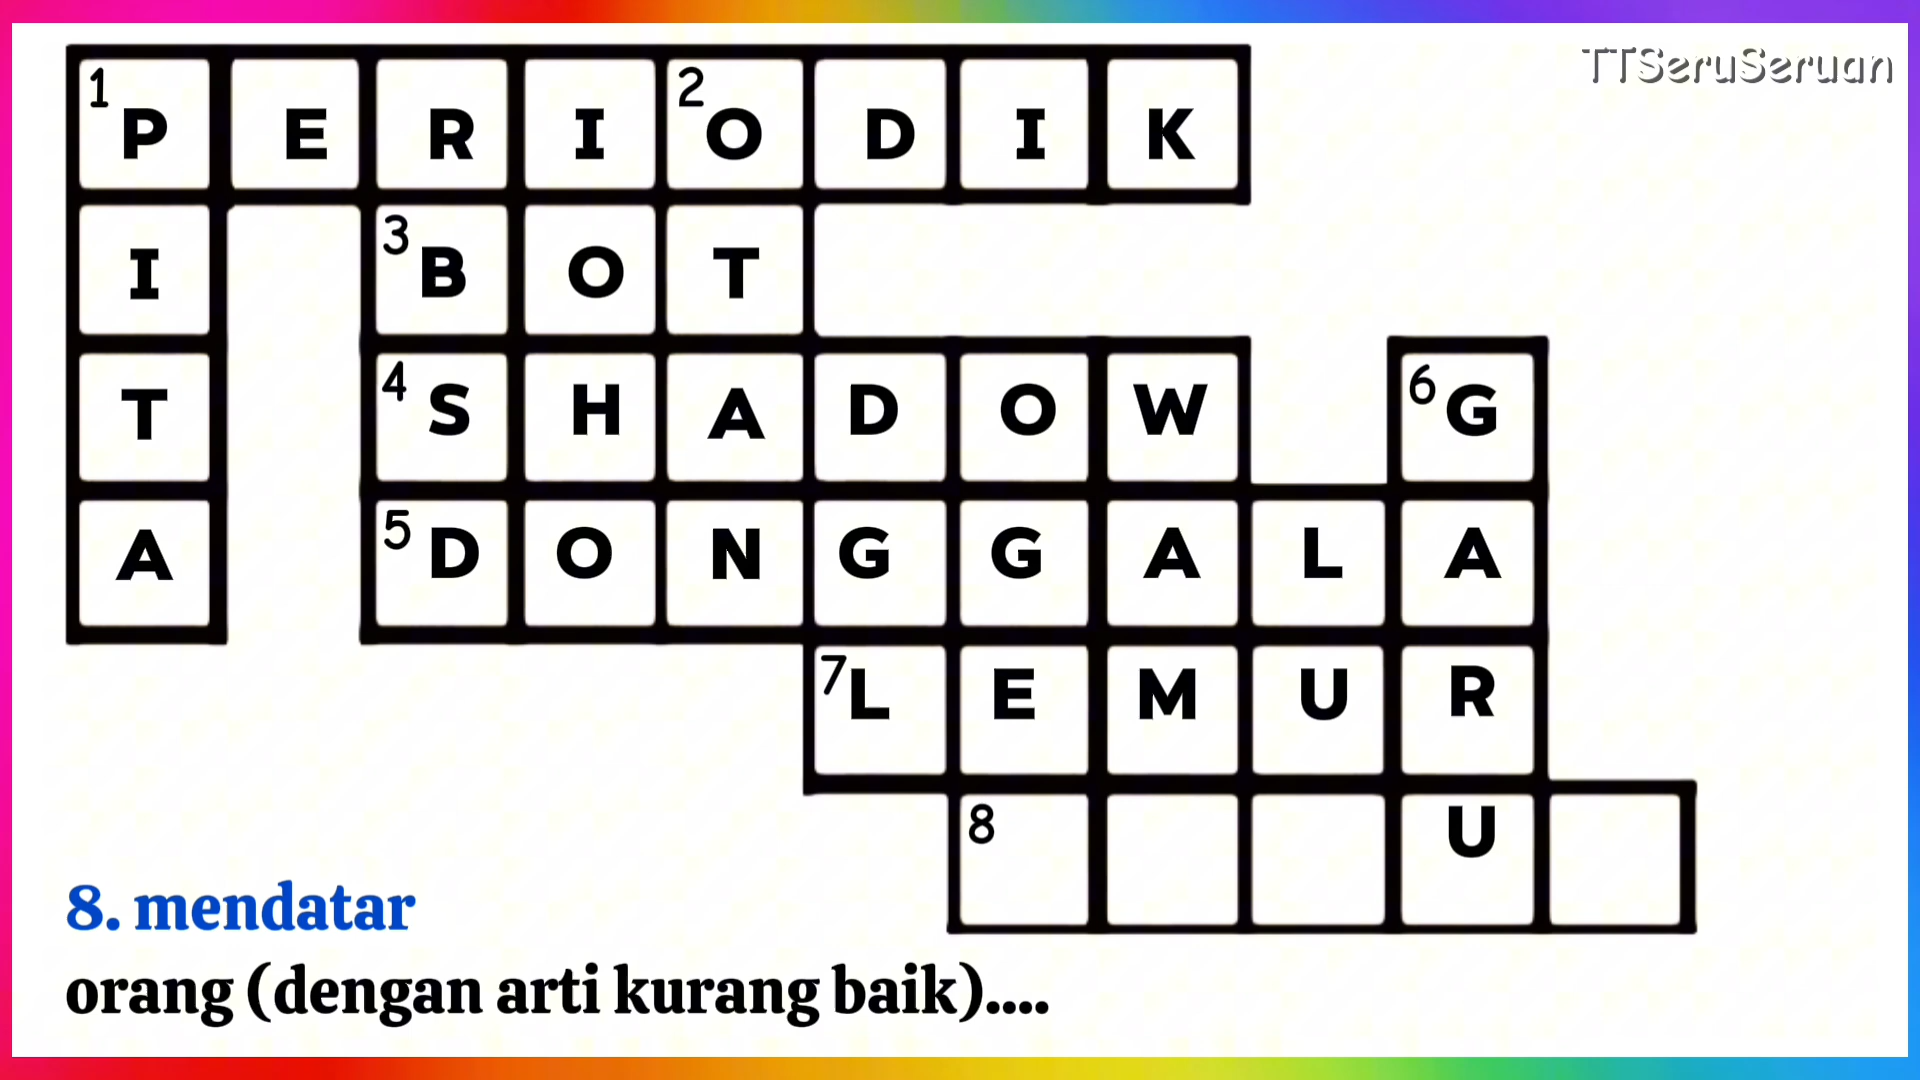 TTSeruSeruan
1 P E R I 2 O D I K
I 3 B O T
T 4 S H A D O W 6 G
A 5 D O N G G A L A
7 L E M U R
8 U
8. mendatar
orang (dengan arti kurang baik)....